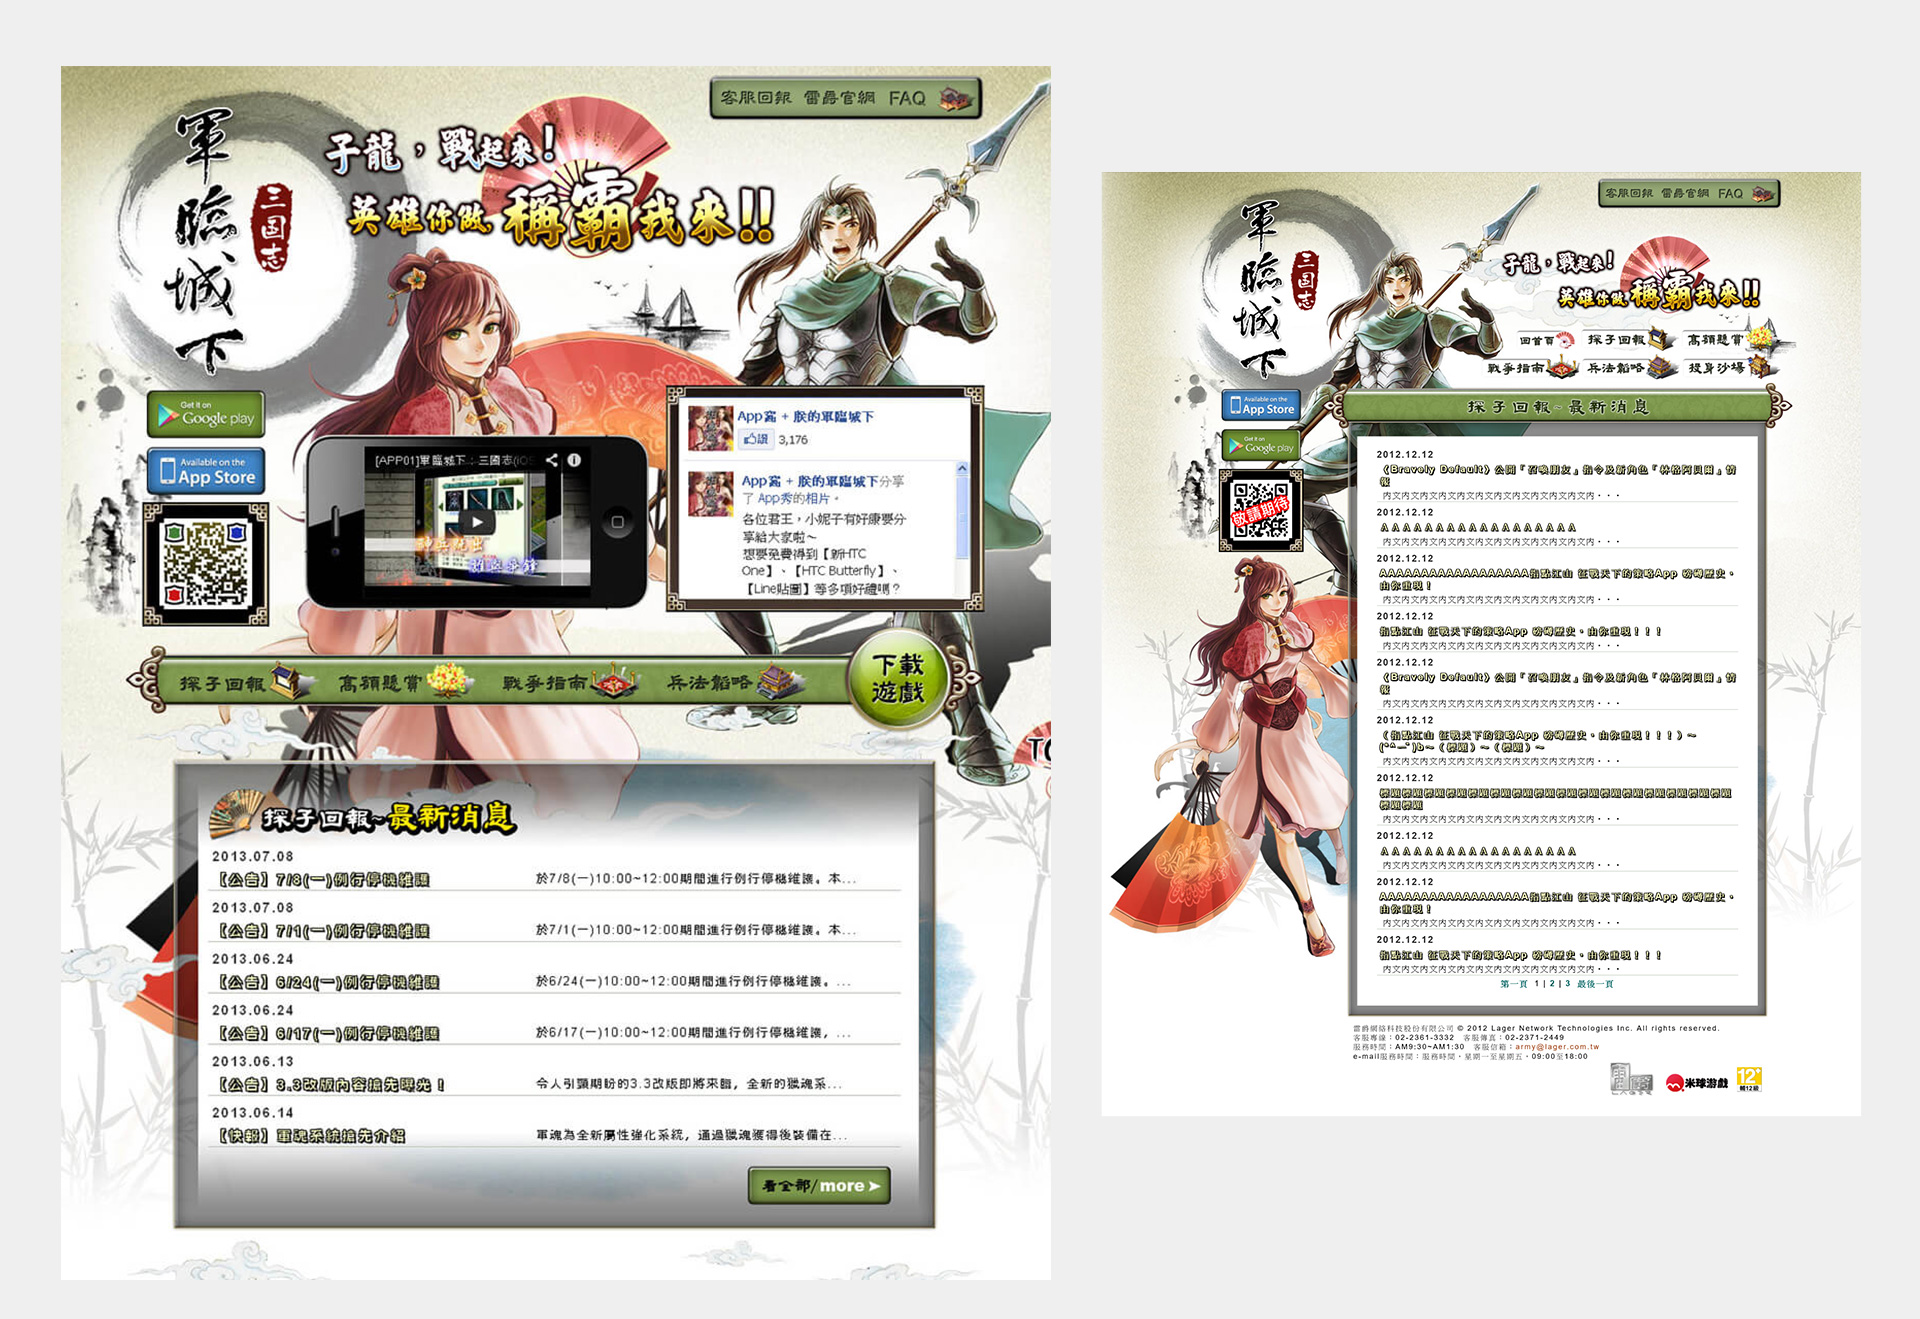 客服回報 雷爵官網 FAQ
軍臨城下
三国志
子龍，戰起來!
英雄你做，稱霸我來!!
Get it on
Google play
Available on the
App Store
[APP01]軍臨城下：三國志(iOS
App窩 + 朕的軍臨城下
讚 3,176
App窩 + 朕的軍臨城下分享
了 App秀的相片。
各位君王，小妮子有好康要分
享給大家啦～
想要免費得到【新HTC
One】、【HTC Butterfly】、
【Line貼圖】等多項好禮嗎？
探子回報 高額懸賞 戰爭指南 兵法韜略
下載
遊戲
探子回報~最新消息
2013.07.08
【公告】7/8(一)例行停機維護 於7/8(一)10:00~12:00期間進行例行停機維護。本...
2013.07.08
【公告】7/1(一)例行停機維護 於7/1(一)10:00~12:00期間進行例行停機維護。本...
2013.06.24
【公告】6/24(一)例行停機維護 於6/24(一)10:00~12:00期間進行例行停機維護。...
2013.06.24
【公告】6/17(一)例行停機維護 於6/17(一)10:00~12:00期間進行例行停機維護，...
2013.06.13
【公告】3.3改版內容搶先曝光！ 令人引頸期盼的3.3改版即將來臨，全新的獵魂系...
2013.06.14
【快報】軍魂系統搶先介紹 軍魂為全新屬性強化系統，通過獵魂獲得後裝備在...
看全部/more
客服回報 雷爵官網 FAQ
軍臨城下
三国志
子龍，戰起來!
英雄你做，稱霸我來!!
回首頁 探子回報 高額懸賞
戰爭指南 兵法韜略 投身沙場
Available on the
App Store
Get it on
Google play
敬請期待
探子回報~最新消息
2012.12.12
《Bravely Default》公開『召喚朋友』指令及新角色『林格阿貝爾』情
報
內文內文內文內文內文內文內文內文內文內文內文內...
2012.12.12
ＡＡＡＡＡＡＡＡＡＡＡＡＡＡＡＡＡＡ
內文內文內文內文內文內文內文內文內文內文內文內...
2012.12.12
AAAAAAAAAAAAAAAAAA指點江山 征戰天下的策略App 磅礡歷史，
由你重現！
內文內文內文內文內文內文內文內文內文內文內文內...
2012.12.12
指點江山 征戰天下的策略App 磅礡歷史，由你重現！！！
內文內文內文內文內文內文內文內文內文內文內文內...
2012.12.12
《Bravely Default》公開『召喚朋友』指令及新角色『林格阿貝爾』情
報
內文內文內文內文內文內文內文內文內文內文內文內...
2012.12.12
（指點江山 征戰天下的策略App 磅礡歷史，由你重現！！！）～
(*^ー^)b～（標題）～（標題）～
內文內文內文內文內文內文內文內文內文內文內文內...
2012.12.12
標題標題標題標題標題標題標題標題標題標題標題標題標題標題標題標題
標題標題
內文內文內文內文內文內文內文內文內文內文內文內...
2012.12.12
ＡＡＡＡＡＡＡＡＡＡＡＡＡＡＡＡＡＡ
內文內文內文內文內文內文內文內文內文內文內文內...
2012.12.12
AAAAAAAAAAAAAAAAAA指點江山 征戰天下的策略App 磅礡歷史，
由你重現！
內文內文內文內文內文內文內文內文內文內文內文內...
2012.12.12
指點江山 征戰天下的策略App 磅礡歷史，由你重現！！！
內文內文內文內文內文內文內文內文內文內文內文內...
第一頁 1 | 2 | 3 最後一頁
雷爵網絡科技股份有限公司 © 2012 Lager Network Technologies Inc. All rights reserved.
客服專線：02-2361-3332 客服傳真：02-2371-2449
服務時間：AM9:30~AM1:30 客服信箱：army@lager.com.tw
e-mail服務時間：服務時間，星期一至星期五，09:00至18:00
雷爵
米球遊戲
12+
輔12級